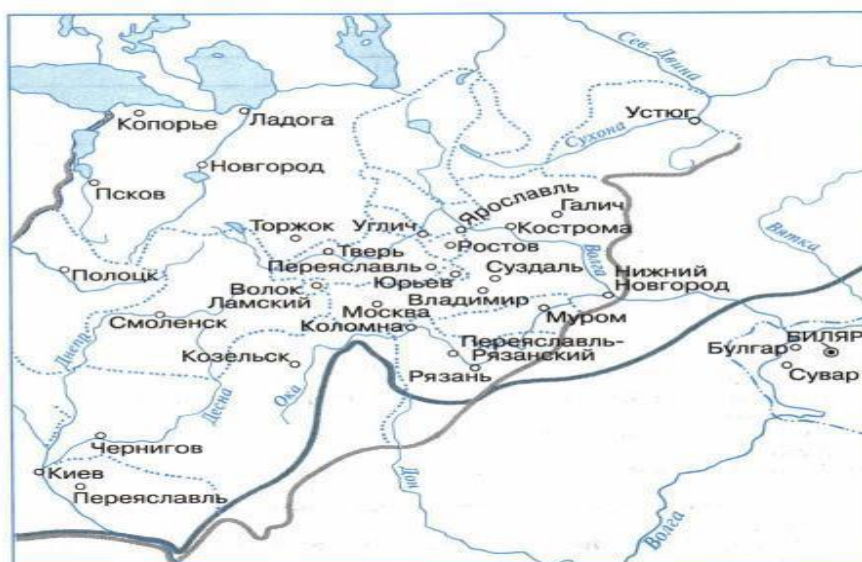 Сев. Двина
Устюг
Сухона
Копорье
Ладога
Новгород
Псков
Ярославль
Галич
Вятка
Торжок
Углич
Кострома
Ростов
Тверь
Волга
Полоцк
Переяславль
Суздаль
Нижний
Новгород
Юрьев
Волок
Ламский
Владимир
Москва
Муром
Смоленск
Коломна
Днепр
Переяславль-
Рязанский
БИЛЯР
Булгар
Козельск
Рязань
Сувар
Ока
Десна
Чернигов
Киев
Дон
Переяславль
Волга